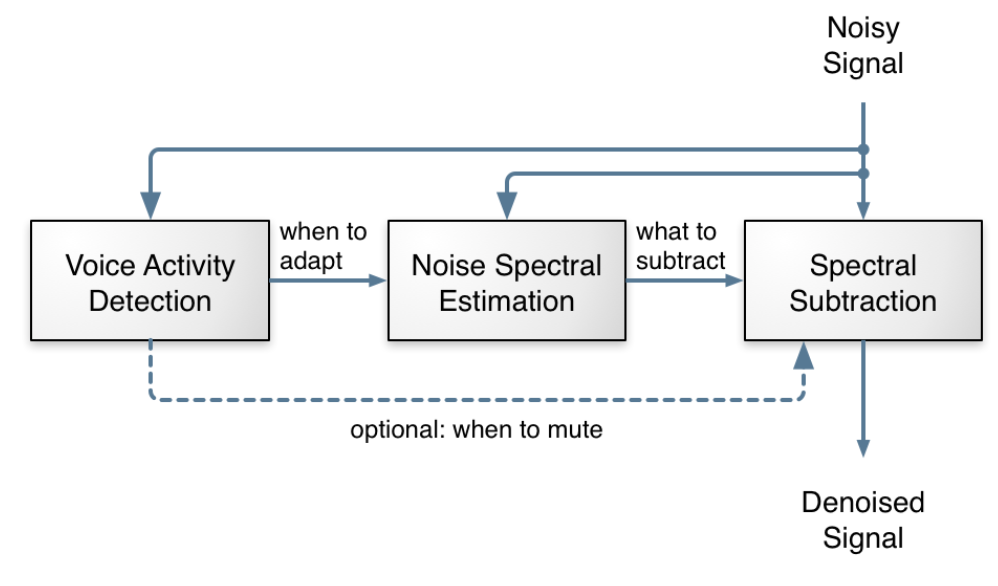 Noisy
Signal
when to
adapt
what to
subtract
Voice Activity
Detection
Noise Spectral
Estimation
Spectral
Subtraction
optional: when to mute
Denoised
Signal